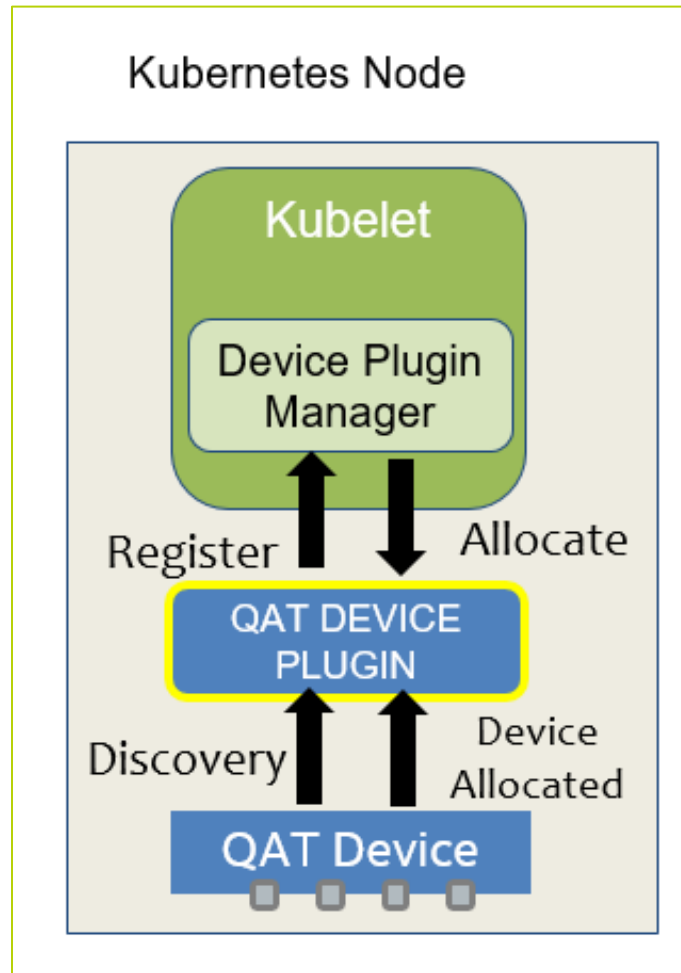 Kubernetes Node
Kubelet
Device Plugin
Manager
Register
Allocate
QAT DEVICE
PLUGIN
Discovery
Device
Allocated
QAT Device